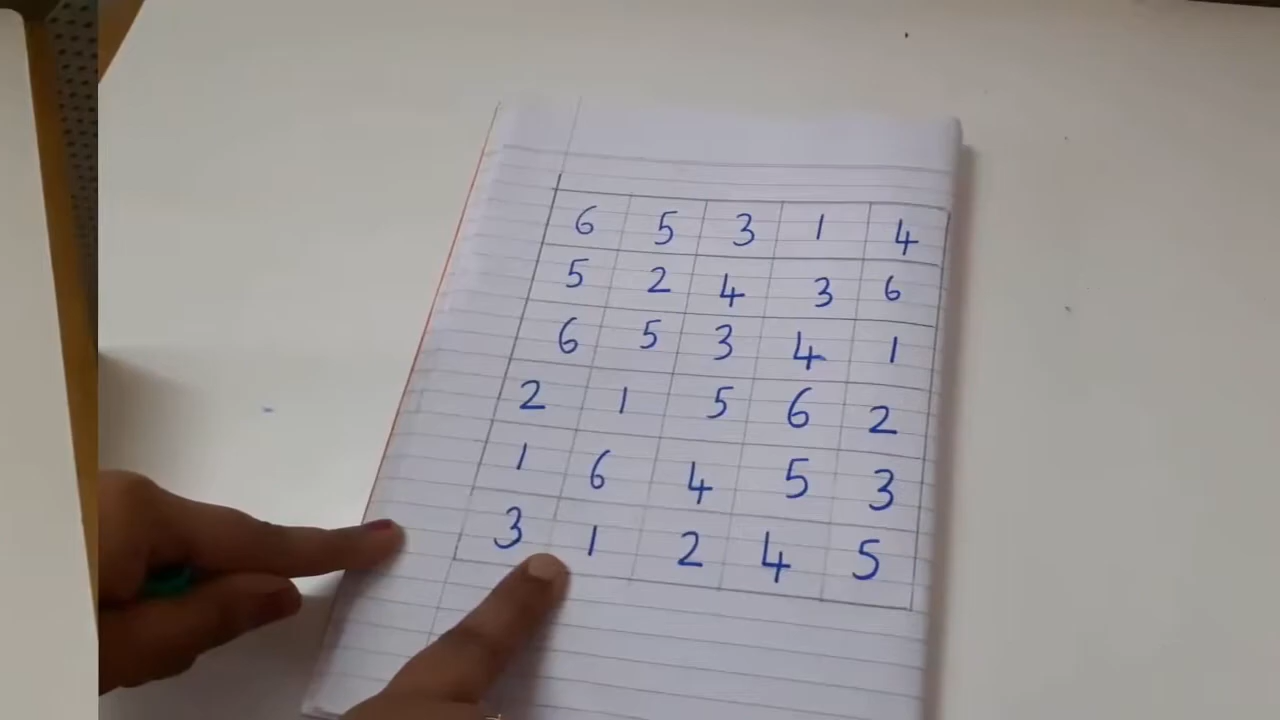 6 5 3 1 4
5 2 4 3 6
6 5 3 4 1
2 1 5 6 2
1 6 4 5 3
3 1 2 4 5